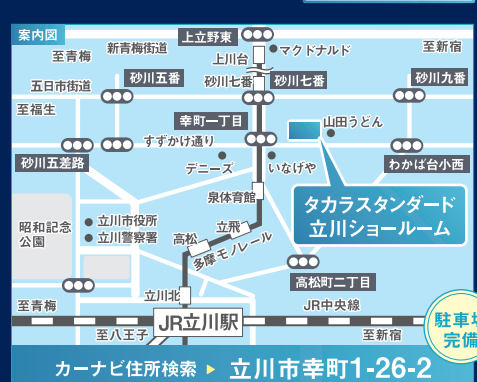 案内図
上立野東
新青梅街道
至青梅
マクドナルド
至新宿
上川台
砂川五番
砂川七番
砂川七番
砂川九番
五日市街道
至福生
幸町一丁目
山田うどん
すずかけ通り
砂川五差路
デニーズ
いなげや
わかば台小西
泉体育館
タカラスタンダード
立川ショールーム
昭和記念
公園
立川市役所
立川警察署
立飛
高松
多摩モノレール
高松町二丁目
立川北
至青梅
JR中央線
JR立川駅
至八王子
至新宿
駐車場
完備
カーナビ住所検索 ▶ 立川市幸町1-26-2